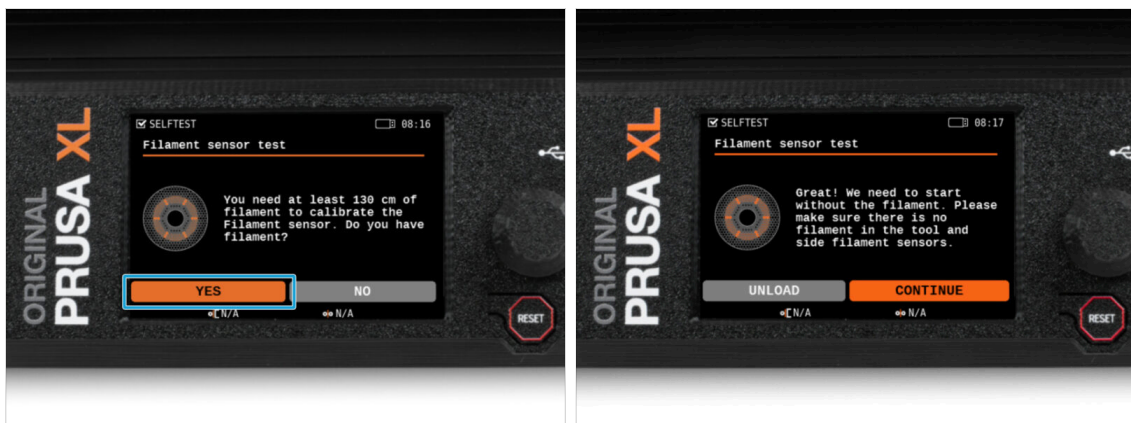 ORIGINAL
PRUSA XL
SELFTEST 08:16
Filament sensor test
You need at least 130 cm of
filament to calibrate the
Filament sensor. Do you have
filament?
YES NO
N/A N/A
RESET
ORIGINAL
PRUSA XL
SELFTEST 08:17
Filament sensor test
Great! We need to start
without the filament. Please
make sure there is no
filament in the tool and
side filament sensors.
UNLOAD CONTINUE
N/A N/A
RESET